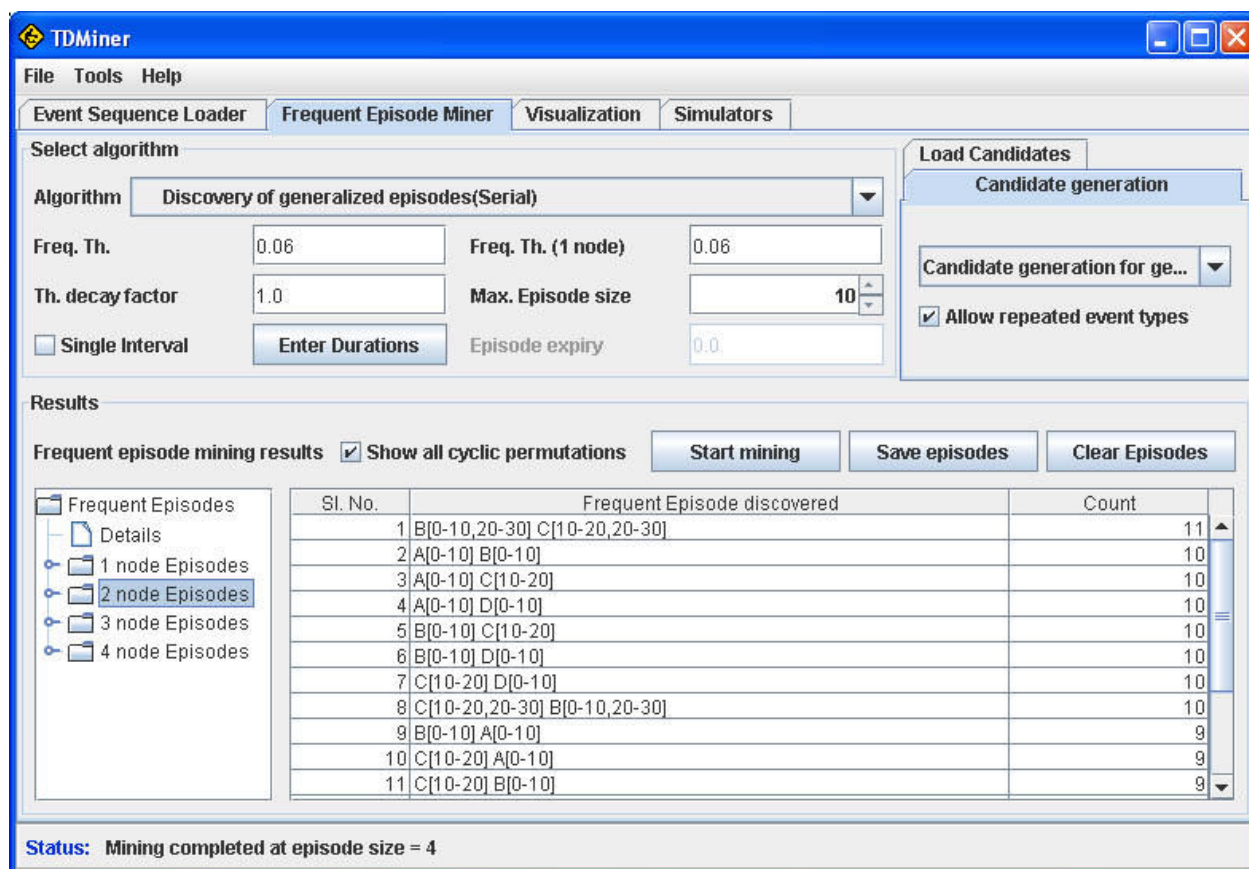 TDMiner
File Tools Help
Event Sequence Loader Frequent Episode Miner Visualization Simulators
Select algorithm
Algorithm Discovery of generalized episodes(Serial)
Freq. Th. 0.06 Freq. Th. (1 node) 0.06
Th. decay factor 1.0 Max. Episode size 10
Single Interval Enter Durations Episode expiry 0.0
Load Candidates
Candidate generation
Candidate generation for ge...
Allow repeated event types
Results
Frequent episode mining results Show all cyclic permutations Start mining Save episodes Clear Episodes
Frequent Episodes
Details
1 node Episodes
2 node Episodes
3 node Episodes
4 node Episodes
Sl. No. Frequent Episode discovered Count
1 B[0-10,20-30] C[10-20,20-30] 11
2 A[0-10] B[0-10] 10
3 A[0-10] C[10-20] 10
4 A[0-10] D[0-10] 10
5 B[0-10] C[10-20] 10
6 B[0-10] D[0-10] 10
7 C[10-20] D[0-10] 10
8 C[10-20,20-30] B[0-10,20-30] 10
9 B[0-10] A[0-10] 9
10 C[10-20] A[0-10] 9
11 C[10-20] B[0-10] 9
Status: Mining completed at episode size = 4